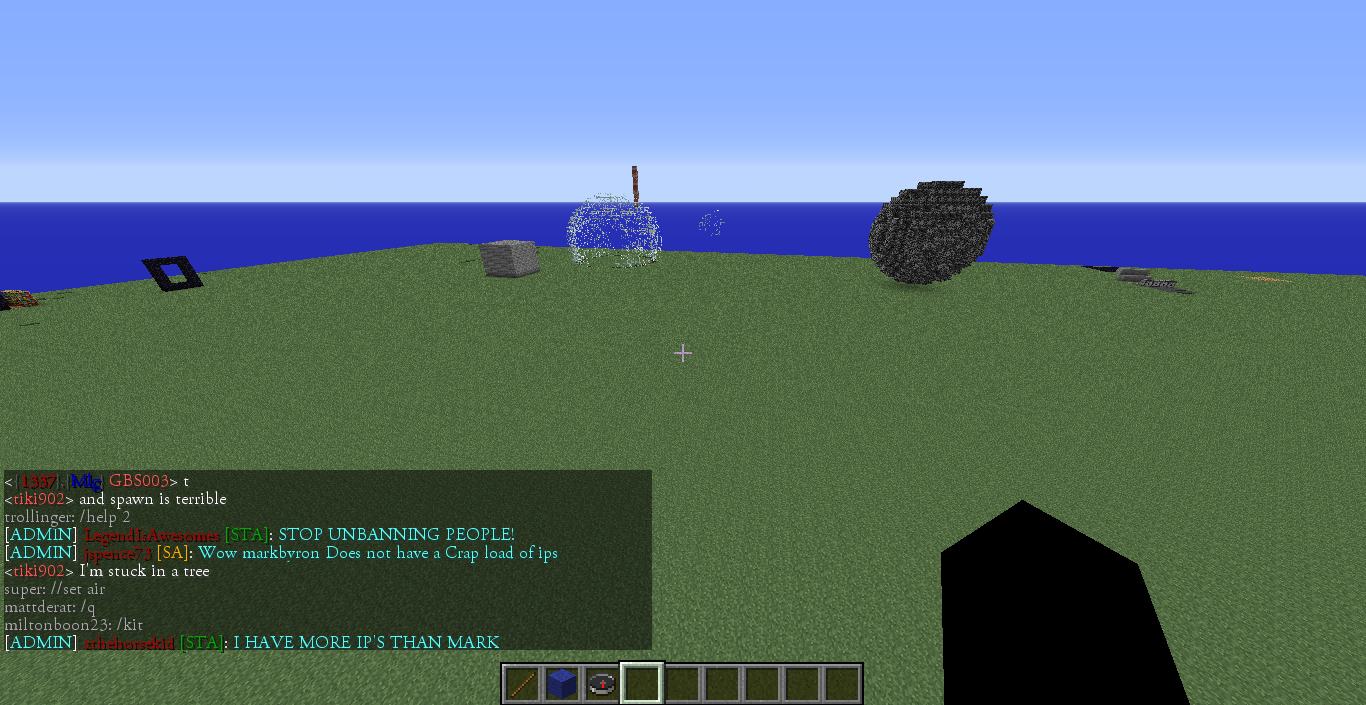 <[1337].[Mlg] GBS003> t
<tiki902> and spawn is terrible
trollinger: /help 2
[ADMIN] LegendIsAwesomes [STA]: STOP UNBANNING PEOPLE!
[ADMIN] jspence73 [SA]: Wow markbyron Does not have a Crap load of ips
<tiki902> I'm stuck in a tree
super: //set air
mattderat: /q
miltonboon23: /kit
[ADMIN] [STA]: I HAVE MORE IP'S THAN MARK